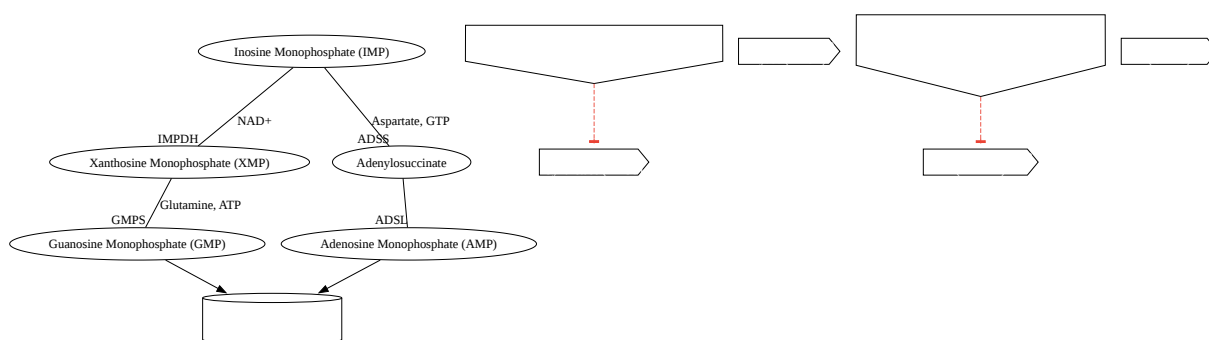 Inosine Monophosphate (IMP)
NAD+
Aspartate, GTP
IMPDH
ADSS
Xanthosine Monophosphate (XMP)
Adenylosuccinate
Glutamine, ATP
GMPS
ADSL
Guanosine Monophosphate (GMP)
Adenosine Monophosphate (AMP)